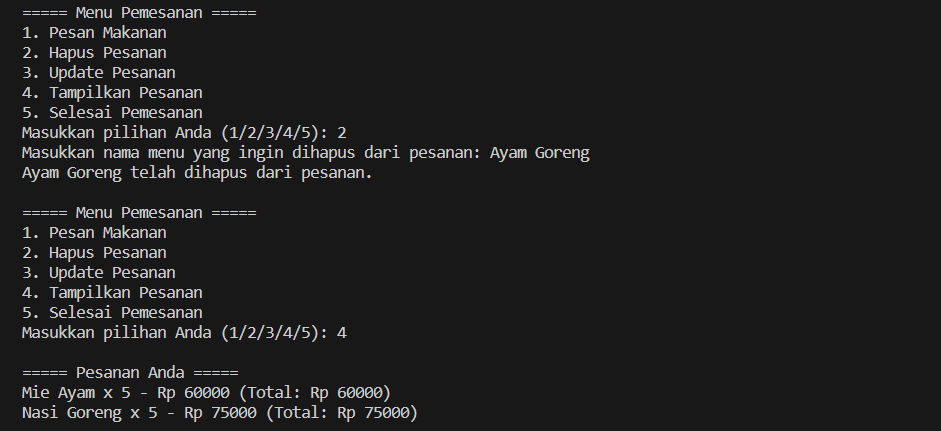 ===== Menu Pemesanan =====
1. Pesan Makanan
2. Hapus Pesanan
3. Update Pesanan
4. Tampilkan Pesanan
5. Selesai Pemesanan
Masukkan pilihan Anda (1/2/3/4/5): 2
Masukkan nama menu yang ingin dihapus dari pesanan: Ayam Goreng
Ayam Goreng telah dihapus dari pesanan.
===== Menu Pemesanan =====
1. Pesan Makanan
2. Hapus Pesanan
3. Update Pesanan
4. Tampilkan Pesanan
5. Selesai Pemesanan
Masukkan pilihan Anda (1/2/3/4/5): 4
===== Pesanan Anda =====
Mie Ayam x 5 - Rp 60000 (Total: Rp 60000)
Nasi Goreng x 5 - Rp 75000 (Total: Rp 75000)